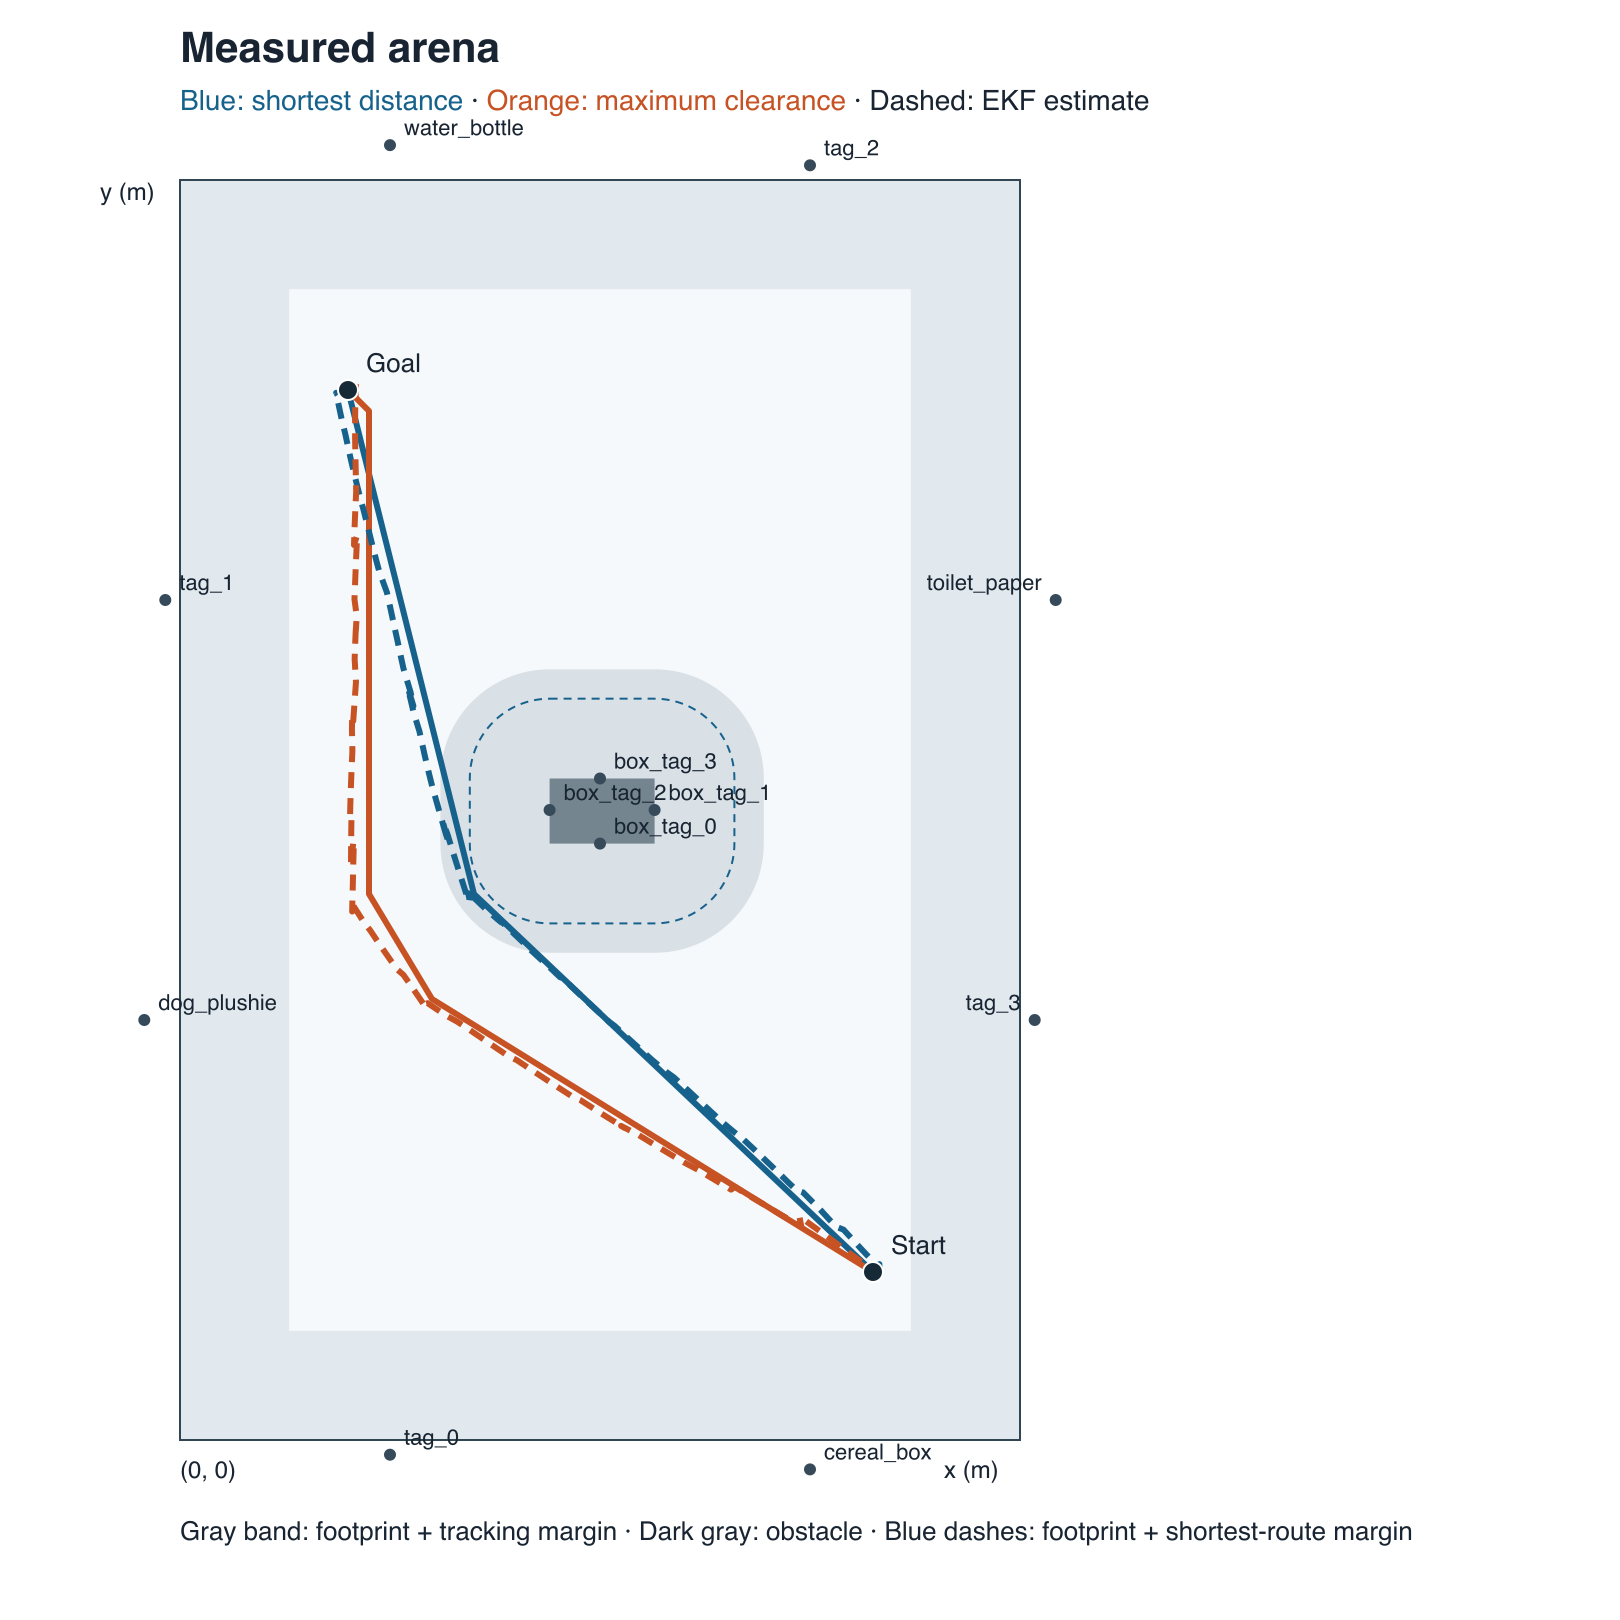 Measured arena
Blue: shortest distance · Orange: maximum clearance · Dashed: EKF estimate
water_bottle
tag_2
y (m)
Goal
tag_1
toilet_paper
box_tag_3
box_tag_2
box_tag_1
box_tag_0
dog_plushie
tag_3
Start
tag_0
cereal_box
(0, 0)
x (m)
Gray band: footprint + tracking margin · Dark gray: obstacle · Blue dashes: footprint + shortest-route margin